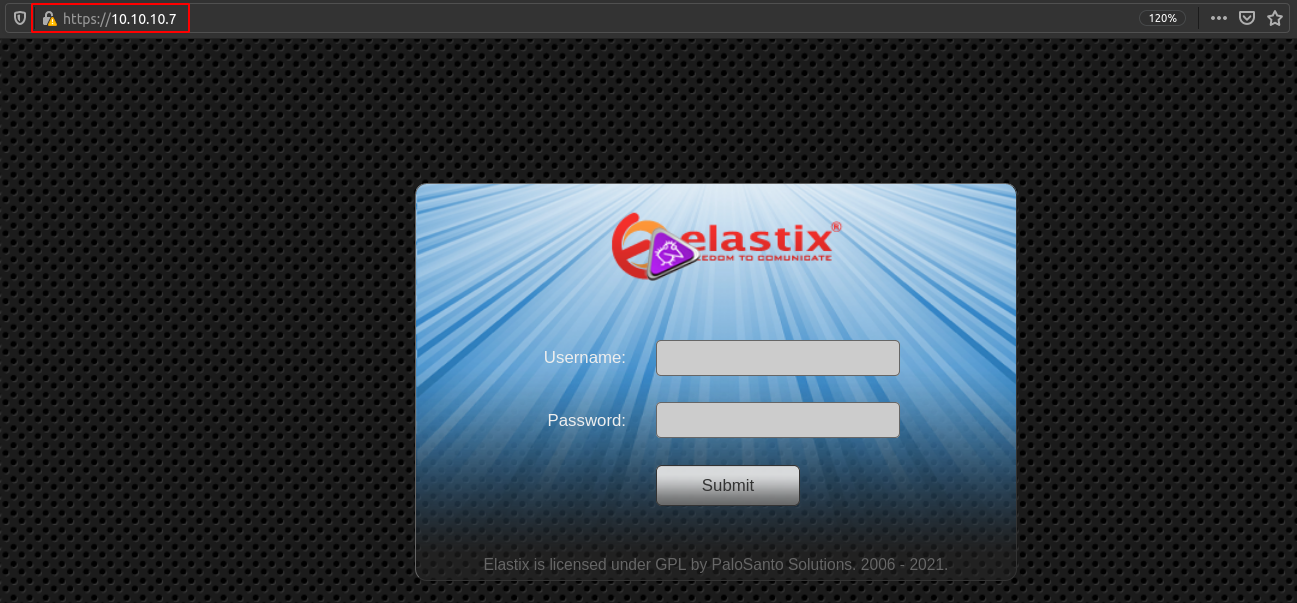 https://10.10.10.7
120%
elastix®
EDOM TO COMUNICATE
Username:
Password:
Submit
Elastix is licensed under GPL by PaloSanto Solutions. 2006 - 2021.